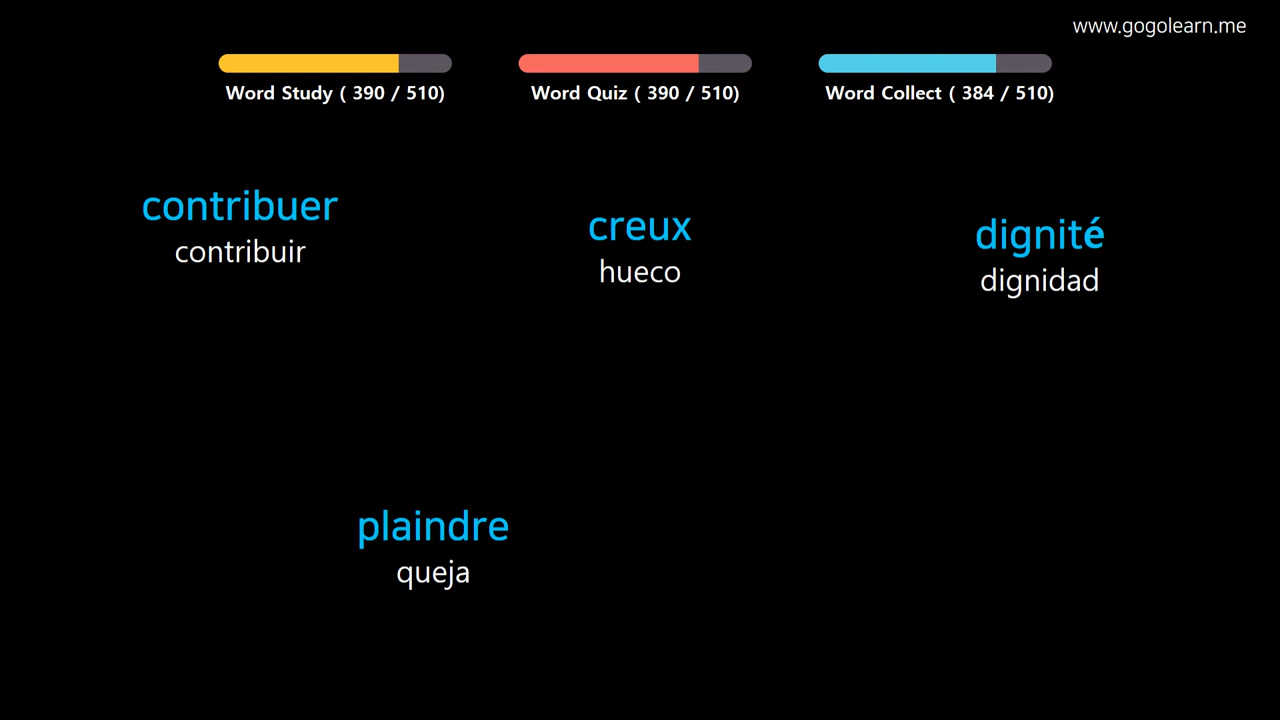 www.gogolearn.me
Word Study ( 390 / 510)
Word Quiz ( 390 / 510)
Word Collect ( 384 / 510)
contribuer
contribuir
creux
hueco
dignité
dignidad
plaindre
queja